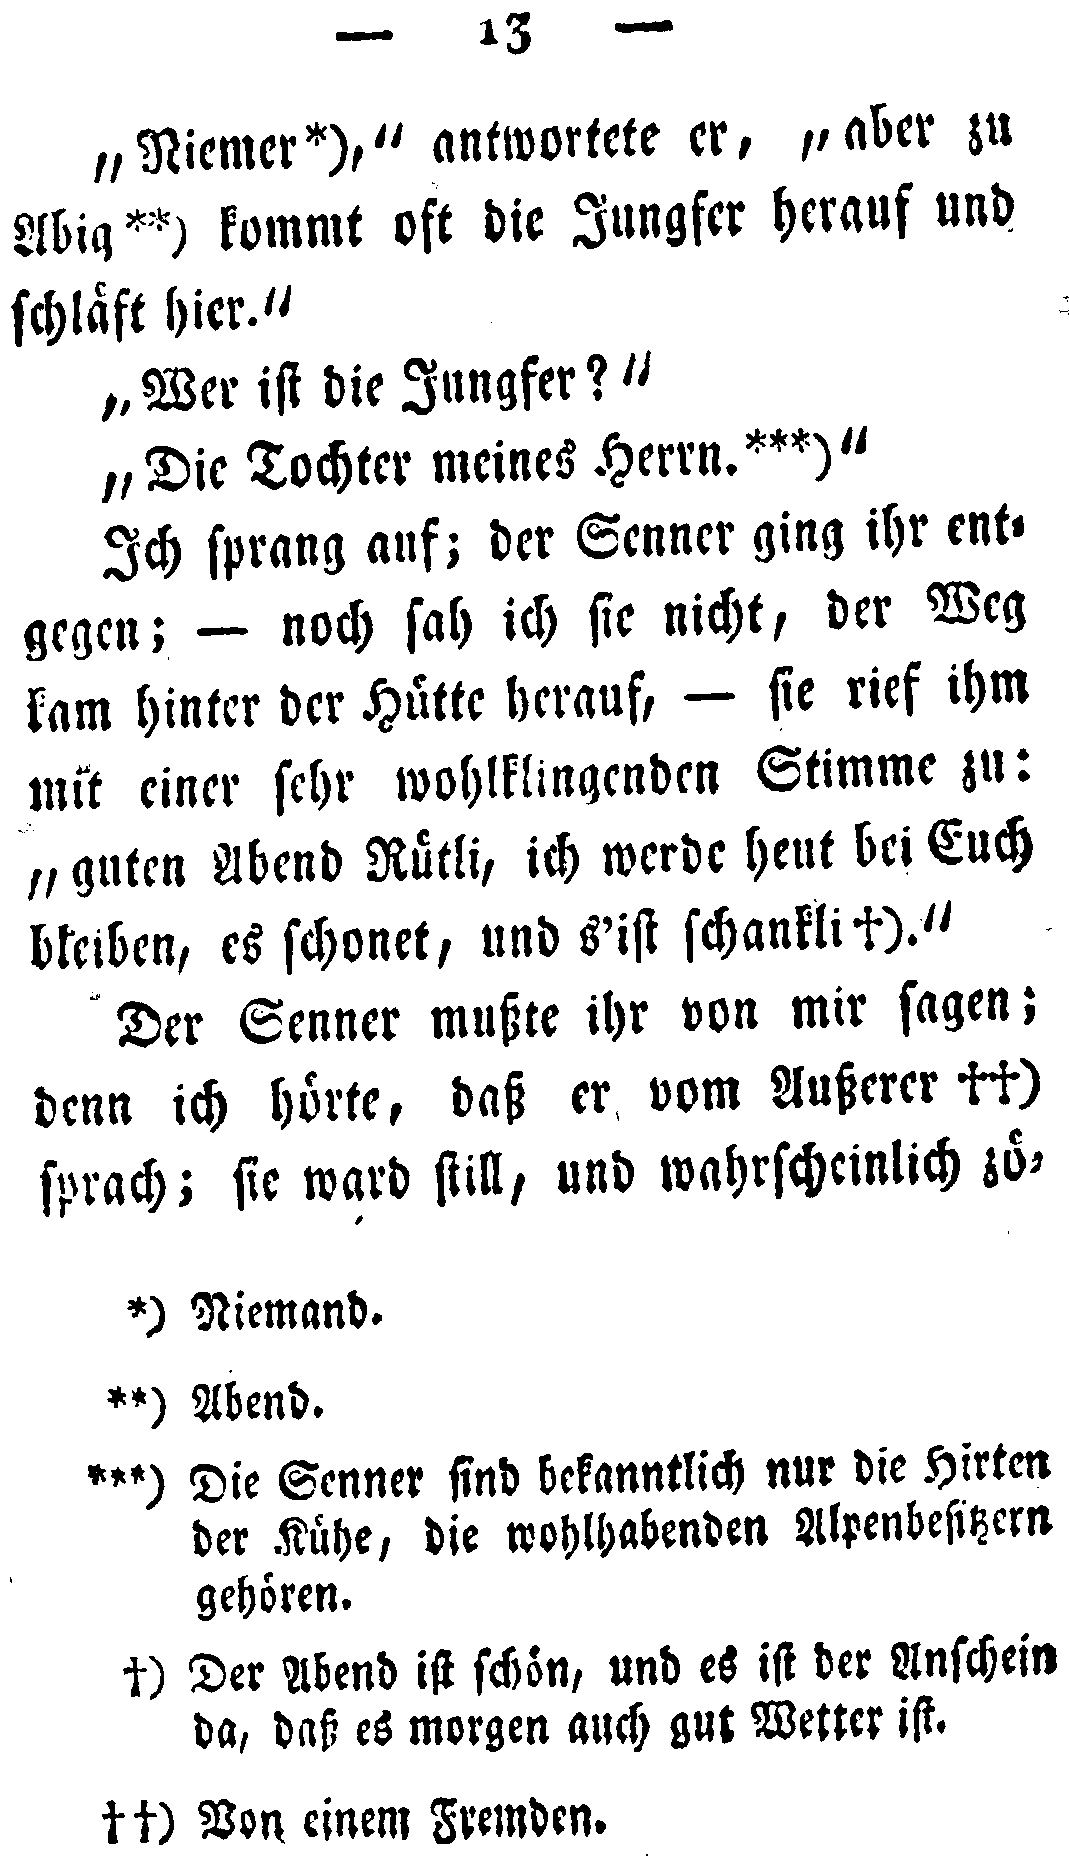 — 13 —
„Niemer*),“ antwortete er, „aber zu
Abig**) kommt oft die Jungfer herauf und
schläft hier.“
„Wer ist die Jungfer?“
„Die Tochter meines Herrn.***)“
Ich sprang auf; der Senner ging ihr ent-
gegen; — noch sah ich sie nicht, der Weg
kam hinter der Hütte herauf, — sie rief ihm
mit einer sehr wohlklingenden Stimme zu:
„guten Abend Rütli, ich werde heut bei Euch
bleiben, es schonet, und s'ist schankli†).“
Der Senner mußte ihr von mir sagen;
denn ich hörte, daß er vom Außerer ††)
sprach; sie ward still, und wahrscheinlich zö-
*) Niemand.
**) Abend.
***) Die Senner sind bekanntlich nur die Hirten
der Kühe, die wohlhabenden Alpenbesitzern
gehören.
†) Der Abend ist schön, und es ist der Anschein
da, daß es morgen auch gut Wetter ist.
††) Von einem Fremden.